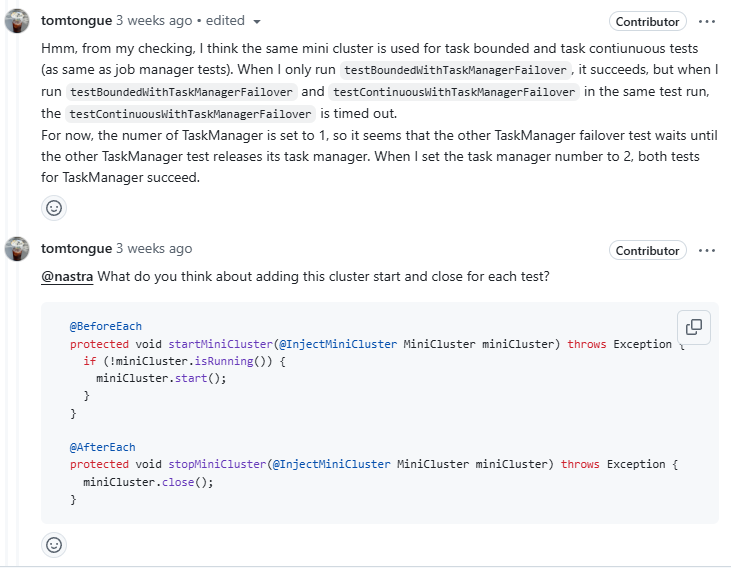 tomtongue 3 weeks ago • edited
Contributor
Hmm, from my checking, I think the same mini cluster is used for task bounded and task contiunuous tests
(as same as job manager tests). When I only run testBoundedWithTaskManagerFailover, it succeeds, but when I
run testBoundedWithTaskManagerFailover and testContinuousWithTaskManagerFailover in the same test run,
the testContinuousWithTaskManagerFailover is timed out.
For now, the numer of TaskManager is set to 1, so it seems that the other TaskManager failover test waits until
the other TaskManager test releases its task manager. When I set the task manager number to 2, both tests
for TaskManager succeed.
tomtongue 3 weeks ago
Contributor
@nastra What do you think about adding this cluster start and close for each test?
@BeforeEach
protected void startMiniCluster(@InjectMiniCluster MiniCluster miniCluster) throws Exception {
if (!miniCluster.isRunning()) {
miniCluster.start();
}
}
@AfterEach
protected void stopMiniCluster(@InjectMiniCluster MiniCluster miniCluster) throws Exception {
miniCluster.close();
}